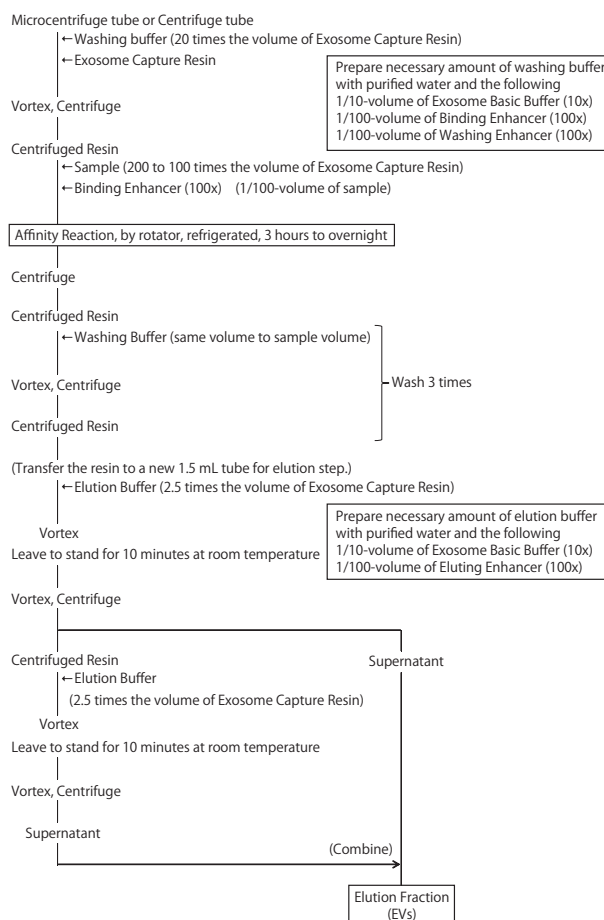 Microcentrifuge tube or Centrifuge tube
←Washing buffer (20 times the volume of Exosome Capture Resin)
←Exosome Capture Resin
Prepare necessary amount of washing buffer
with purified water and the following
1/10-volume of Exosome Basic Buffer (10x)
1/100-volume of Binding Enhancer (100x)
1/100-volume of Washing Enhancer (100x)
Vortex, Centrifuge
Centrifuged Resin
←Sample (200 to 100 times the volume of Exosome Capture Resin)
←Binding Enhancer (100x) (1/100-volume of sample)
Affinity Reaction, by rotator, refrigerated, 3 hours to overnight
Centrifuge
Centrifuged Resin
←Washing Buffer (same volume to sample volume)
Vortex, Centrifuge
Wash 3 times
Centrifuged Resin
(Transfer the resin to a new 1.5 mL tube for elution step.)
←Elution Buffer (2.5 times the volume of Exosome Capture Resin)
Prepare necessary amount of elution buffer
with purified water and the following
1/10-volume of Exosome Basic Buffer (10x)
1/100-volume of Eluting Enhancer (100x)
Vortex
Leave to stand for 10 minutes at room temperature
Vortex, Centrifuge
Centrifuged Resin
Supernatant
←Elution Buffer
(2.5 times the volume of Exosome Capture Resin)
Vortex
Leave to stand for 10 minutes at room temperature
Vortex, Centrifuge
Supernatant
(Combine)
Elution Fraction
(EVs)